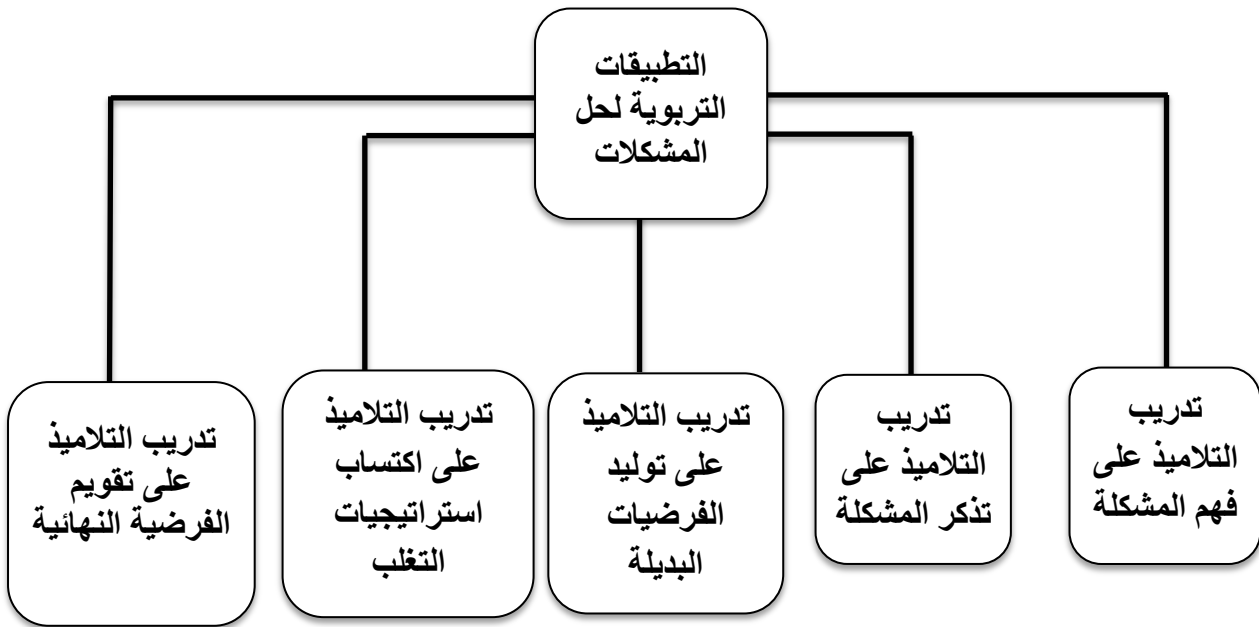 التطبيقات
التربوية لحل
المشكلات
تدريب
التلاميذ على
فهم المشكلة
تدريب
التلاميذ على
تذكر المشكلة
تدريب التلاميذ
على توليد
الفرضيات
البديلة
تدريب التلاميذ
على اكتساب
استراتيجيات
التغلب
تدريب التلاميذ
على تقويم
الفرضية النهائية